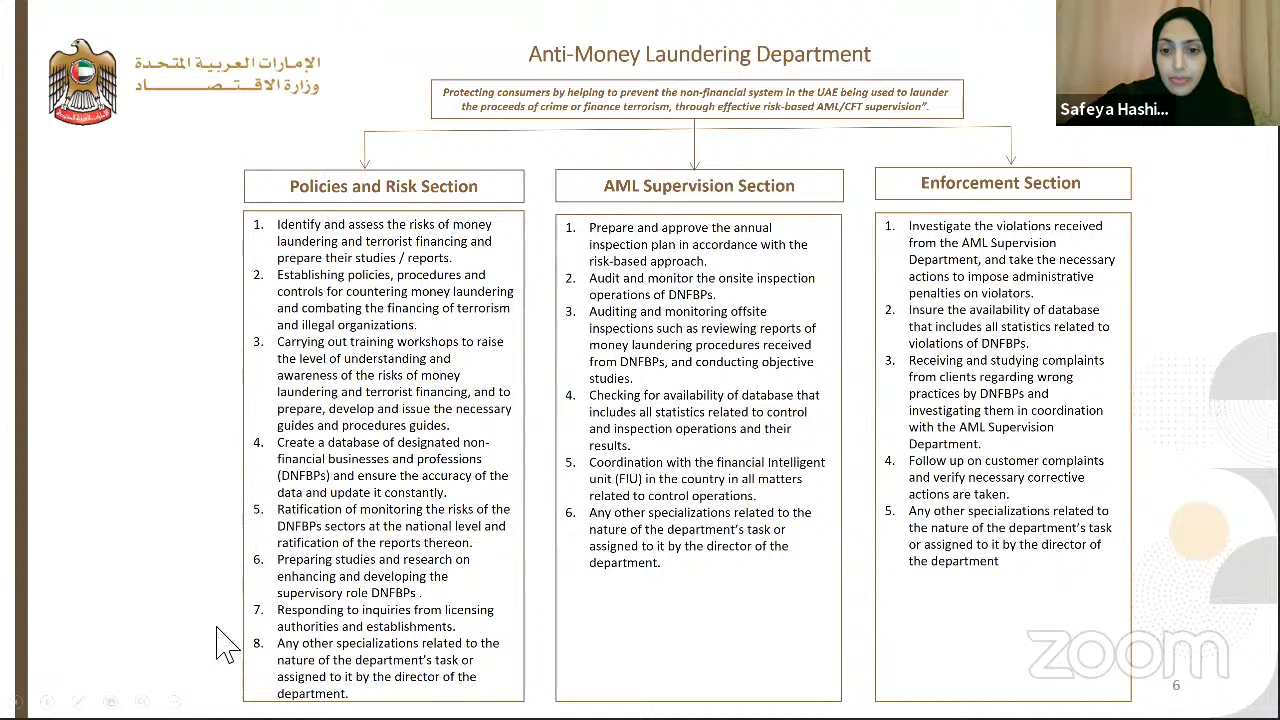 الإمارات العربية المتحدة
وزارة الاقتصاد
Anti-Money Laundering Department
Protecting consumers by helping to prevent the non-financial system in the UAE being used to launder
the proceeds of crime or finance terrorism, through effective risk-based AML/CFT supervision”.
Safeya Hashi...
Policies and Risk Section
1. Identify and assess the risks of money
laundering and terrorist financing and
prepare their studies / reports.
2. Establishing policies, procedures and
controls for countering money laundering
and combating the financing of terrorism
and illegal organizations.
3. Carrying out training workshops to raise
the level of understanding and
awareness of the risks of money
laundering and terrorist financing, and to
prepare, develop and issue the necessary
guides and procedures guides.
4. Create a database of designated non-
financial businesses and professions
(DNFBPs) and ensure the accuracy of the
data and update it constantly.
5. Ratification of monitoring the risks of the
DNFBPs sectors at the national level and
ratification of the reports thereon.
6. Preparing studies and research on
enhancing and developing the
supervisory role DNFBPs .
7. Responding to inquiries from licensing
authorities and establishments.
8. Any other specializations related to the
nature of the department’s task or
assigned to it by the director of the
department.
AML Supervision Section
1. Prepare and approve the annual
inspection plan in accordance with the
risk-based approach.
2. Audit and monitor the onsite inspection
operations of DNFBPs.
3. Auditing and monitoring offsite
inspections such as reviewing reports of
money laundering procedures received
from DNFBPs, and conducting objective
studies.
4. Checking for availability of database that
includes all statistics related to control
and inspection operations and their
results.
5. Coordination with the financial Intelligent
unit (FIU) in the country in all matters
related to control operations.
6. Any other specializations related to the
nature of the department’s task or
assigned to it by the director of the
department.
Enforcement Section
1. Investigate the violations received
from the AML Supervision
Department, and take the necessary
actions to impose administrative
penalties on violators.
2. Insure the availability of database
that includes all statistics related to
violations of DNFBPs.
3. Receiving and studying complaints
from clients regarding wrong
practices by DNFBPs and
investigating them in coordination
with the AML Supervision
Department.
4. Follow up on customer complaints
and verify necessary corrective
actions are taken.
5. Any other specializations related to
the nature of the department’s task
or assigned to it by the director of
the department
zoom
6